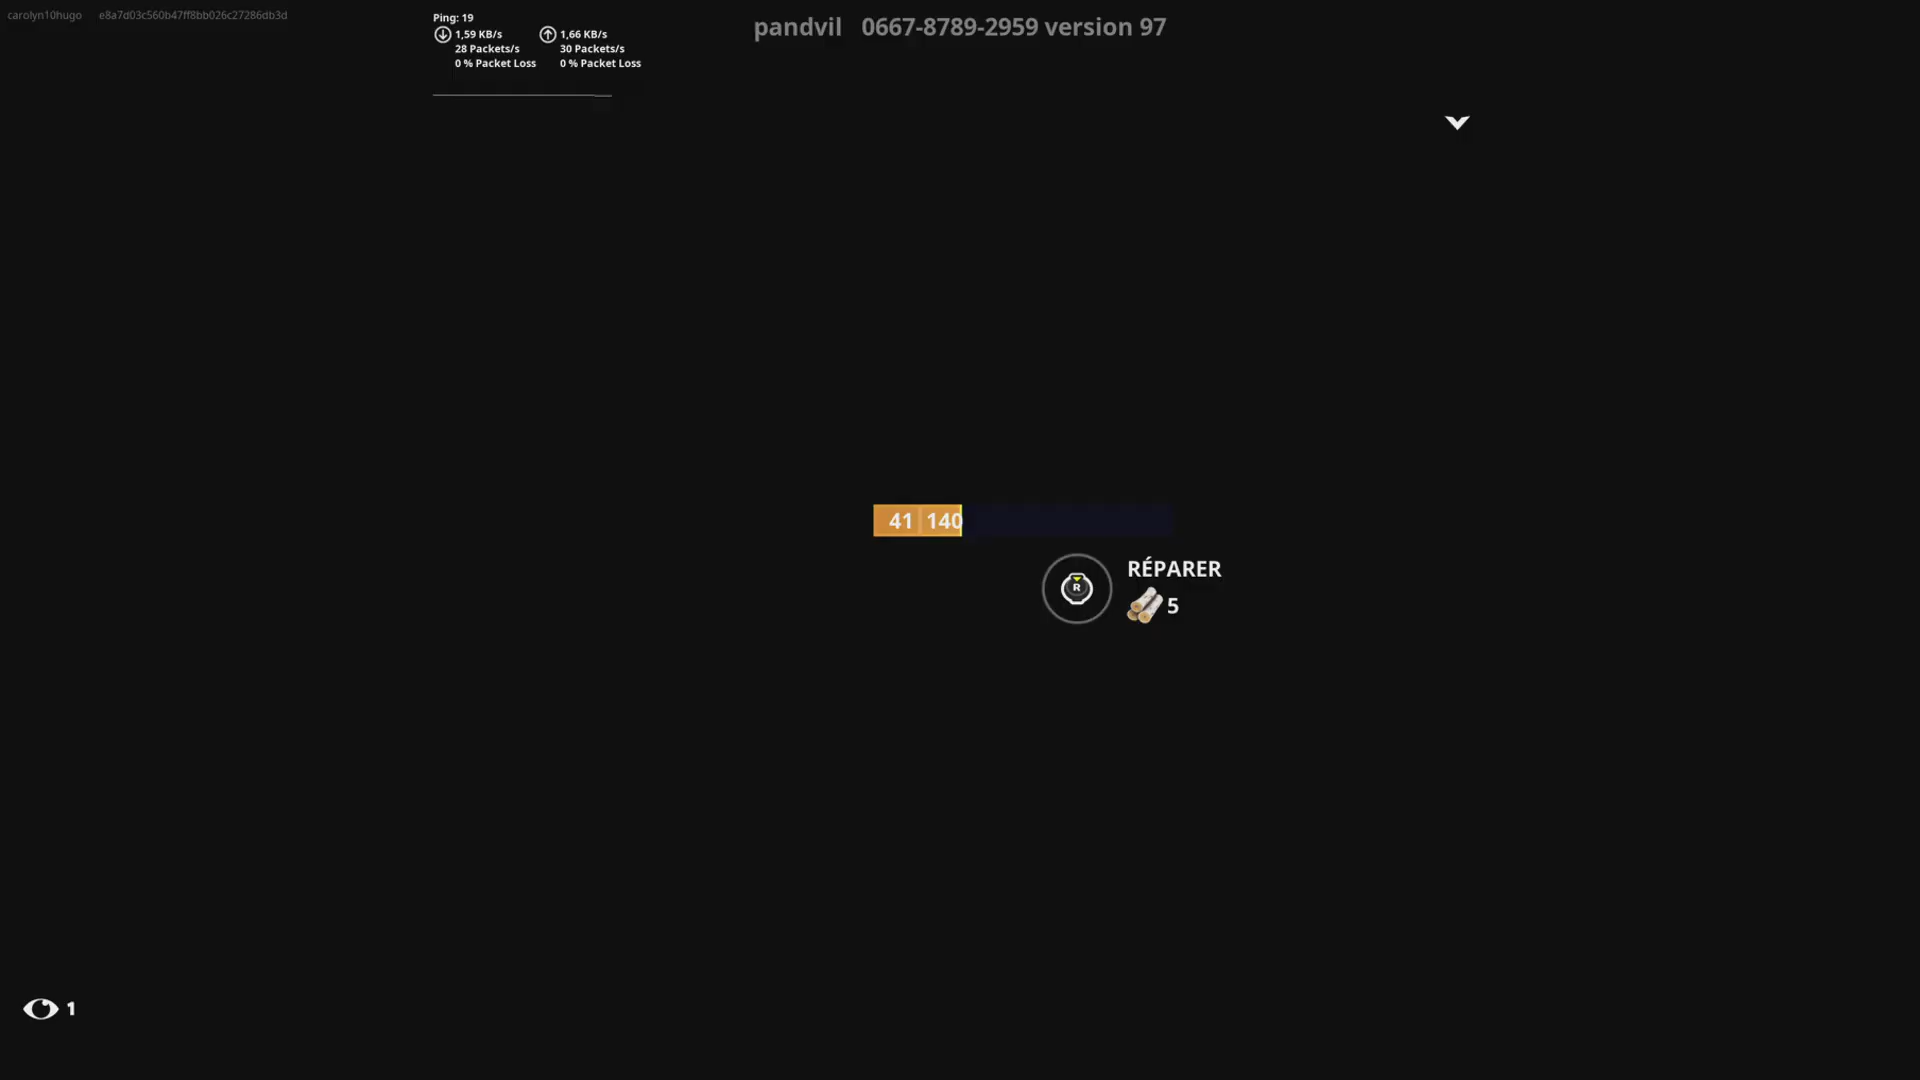 carolyn10hugo e8a7d03c560b47ff8bb026c27286db3d
Ping: 19
1,59 KB/s 1,66 KB/s
28 Packets/s 30 Packets/s
0 % Packet Loss 0 % Packet Loss
pandvil 0667-8789-2959 version 97
41 140
R
RÉPARER
5
1